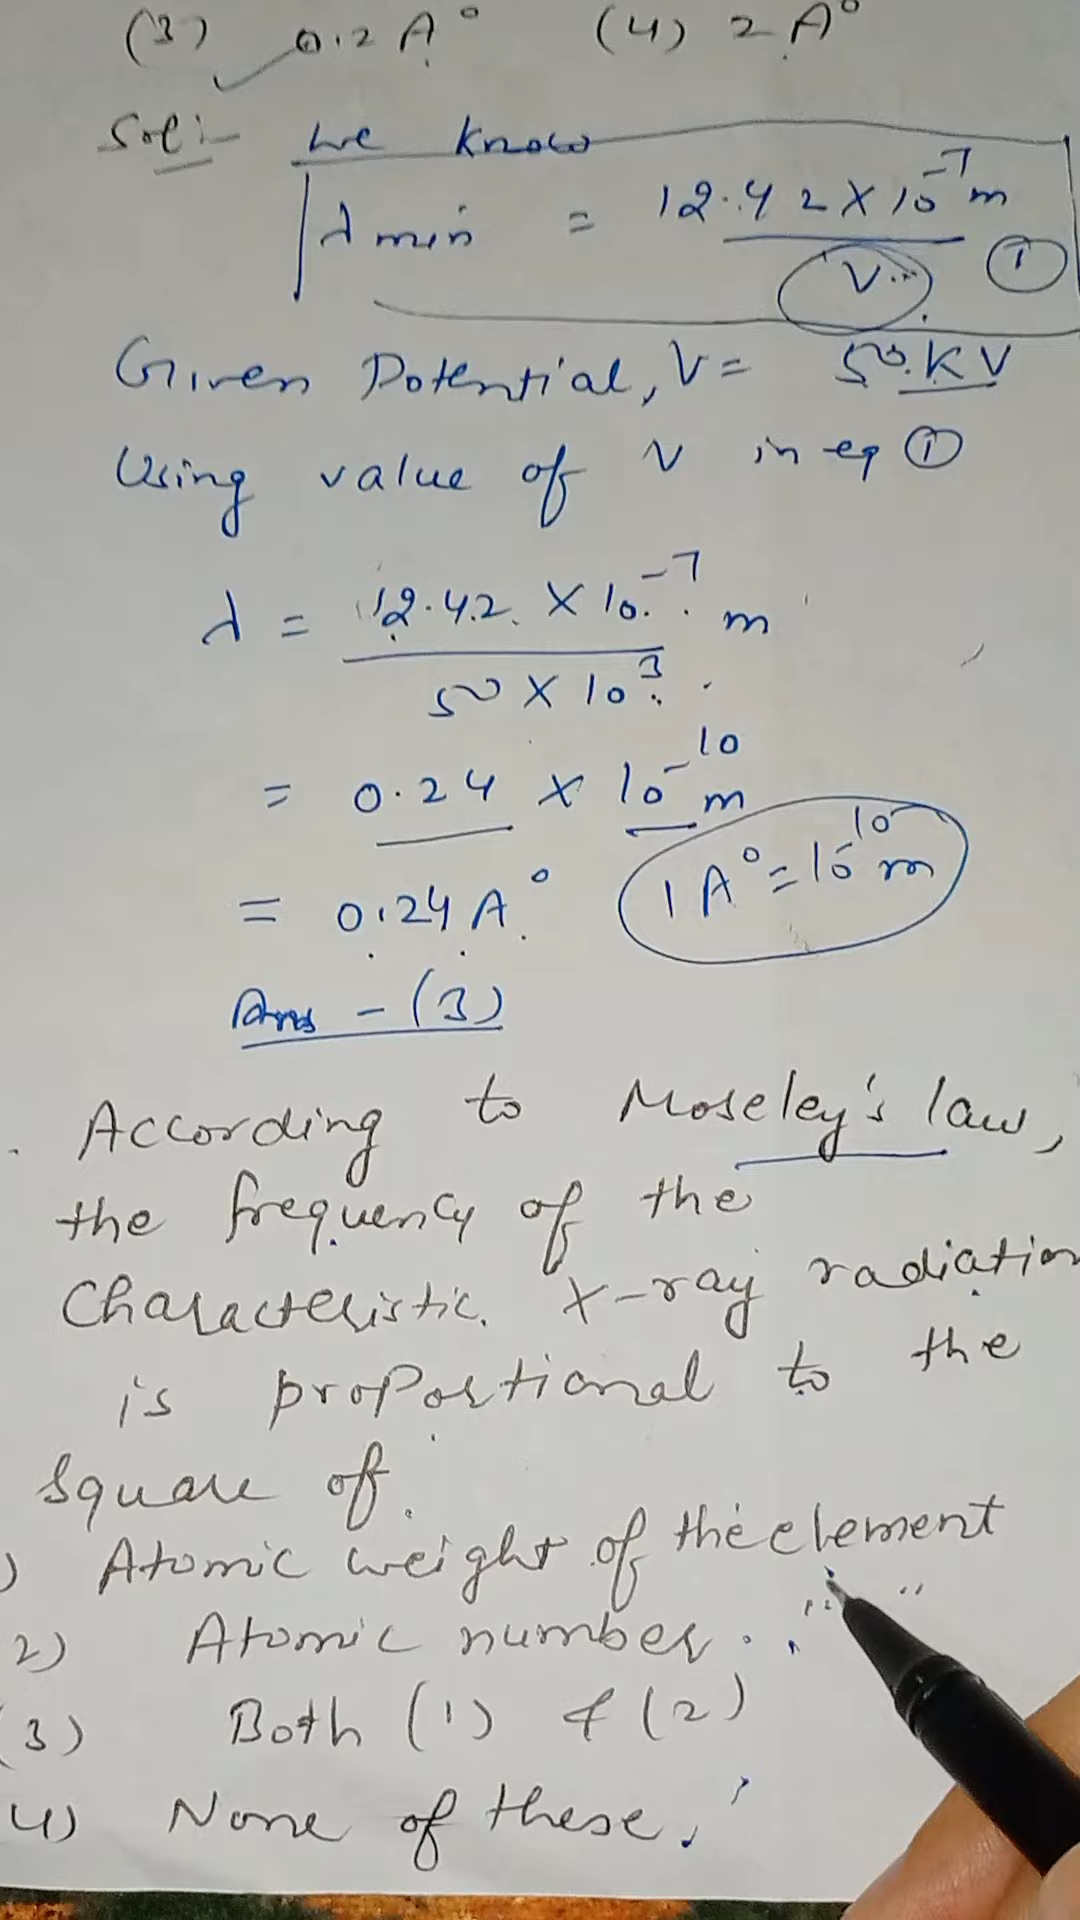 (3) 0.2 A° (4) 2 A°
Sol:- we know
λmin = 12.42 × 10⁻⁷ m / V ①
Given Potential, V = 50 KV
Using value of V in eq ①
λ = 12.42 × 10⁻⁷ m / 50 × 10³
= 0.24 × 10⁻¹⁰ m
= 0.24 A° 1 A° = 10⁻¹⁰ m
Ans - (3)
According to Moseley's law,
the frequency of the
characteristic X-ray radiation
is proportional to the
square of
) Atomic weight of the element
2) Atomic number " "
(3) Both (1) & (2)
(4) None of these.